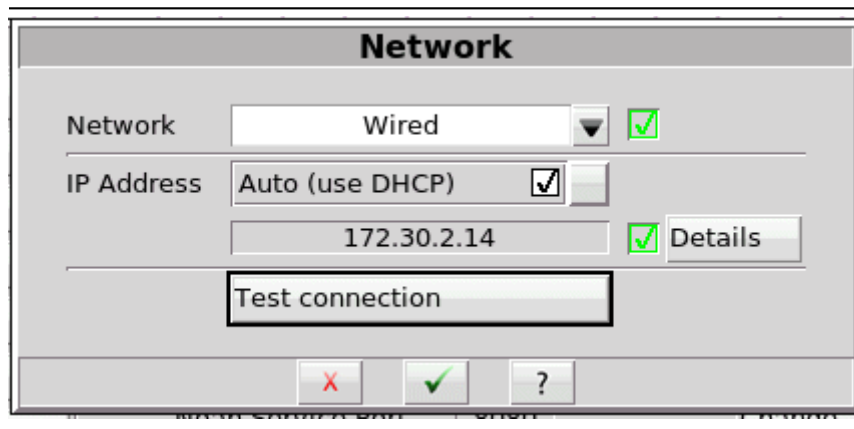 Network
Network Wired
IP Address Auto (use DHCP)
172.30.2.14 Details
Test connection
X ?